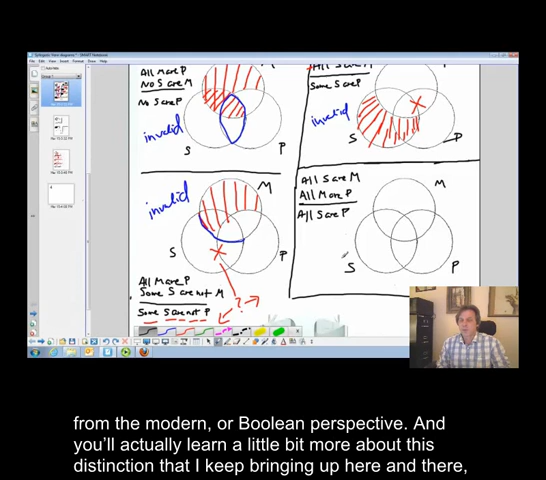 All M are P
No S are M
No S are P
invalid
M
S
P
All S are M
Some S are P
invalid
S
P
invalid
M
S
P
All M are P
Some S are not M
Some S are not P
?
All S are M
All M are P
All S are P
M
S
P
from the modern, or Boolean perspective. And
you’ll actually learn a little bit more about this
distinction that I keep bringing up here and there,